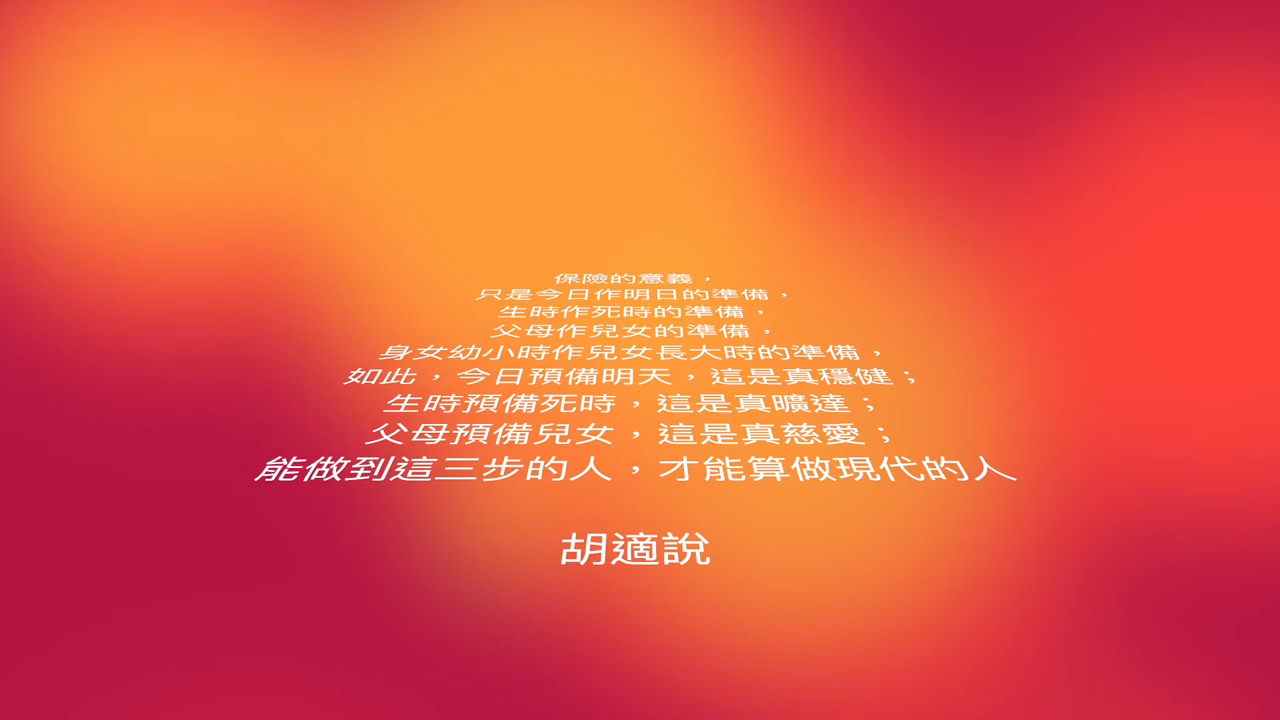 保險的意義，
只是今日作明日的準備，
生時作死時的準備，
父母作兒女的準備，
身女幼小時作兒女長大時的準備，
如此，今日預備明天，這是真穩健；
生時預備死時，這是真曠達；
父母預備兒女，這是真慈愛；
能做到這三步的人，才能算做現代的人
胡適說